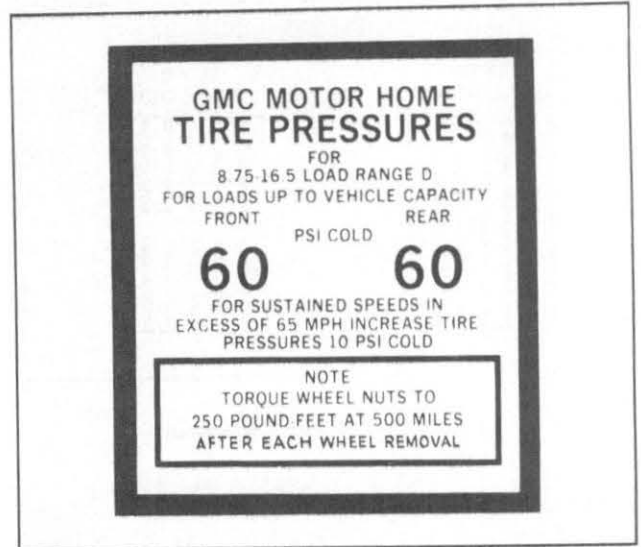 GMC MOTOR HOME
TIRE PRESSURES
FOR
8.75-16.5 LOAD RANGE D
FOR LOADS UP TO VEHICLE CAPACITY
FRONT REAR
PSI COLD
60 60
FOR SUSTAINED SPEEDS IN
EXCESS OF 65 MPH INCREASE TIRE
PRESSURES 10 PSI COLD
NOTE
TORQUE WHEEL NUTS TO
250 POUND-FEET AT 500 MILES
AFTER EACH WHEEL REMOVAL